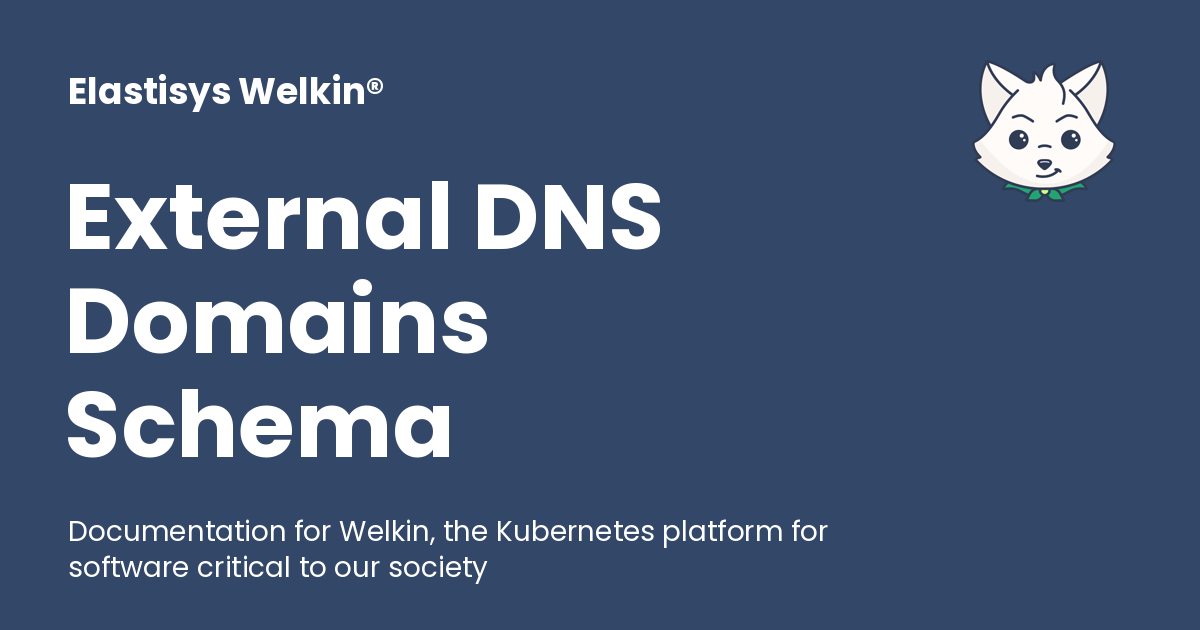 Elastisys Welkin®
External DNS
Domains
Schema
Documentation for Welkin, the Kubernetes platform for
software critical to our society